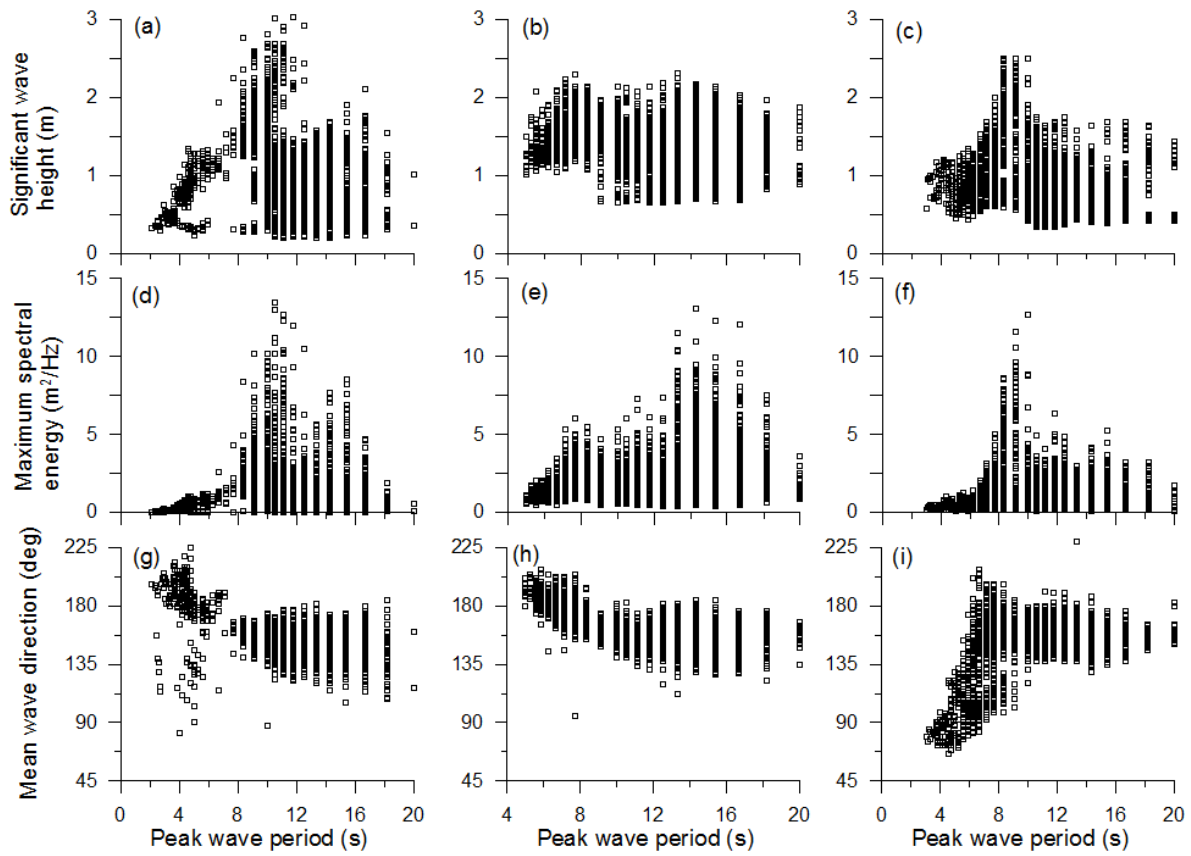 Significant wave height (m)
3
2
1
0
(a)
3
2
1
0
(b)
3
2
1
0
(c)
Maximum spectral energy (m²/Hz)
15
10
5
0
(d)
15
10
5
0
(e)
15
10
5
0
(f)
Mean wave direction (deg)
225
180
135
90
45
(g)
225
180
135
90
45
(h)
225
180
135
90
45
(i)
0 4 8 12 16 20
4 8 12 16 20
0 4 8 12 16 20
Peak wave period (s)
Peak wave period (s)
Peak wave period (s)